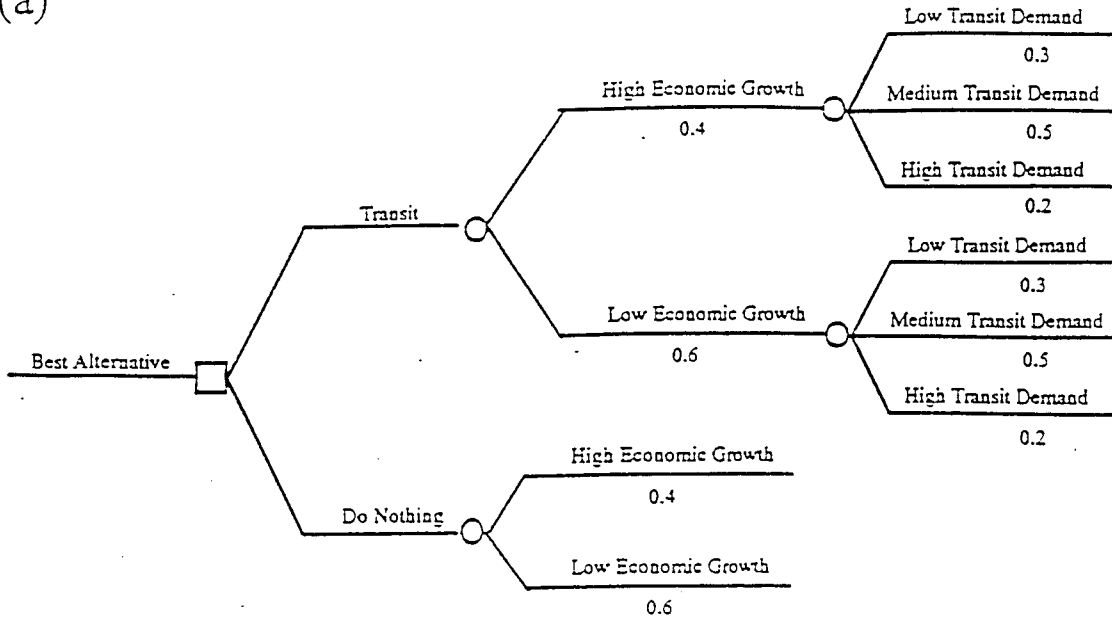 (a)
Low Transit Demand
0.3
High Economic Growth
Medium Transit Demand
0.4
0.5
High Transit Demand
0.2
Transit
Low Transit Demand
0.3
Low Economic Growth
Medium Transit Demand
0.6
0.5
Best Alternative
High Transit Demand
0.2
High Economic Growth
0.4
Do Nothing
Low Economic Growth
0.6